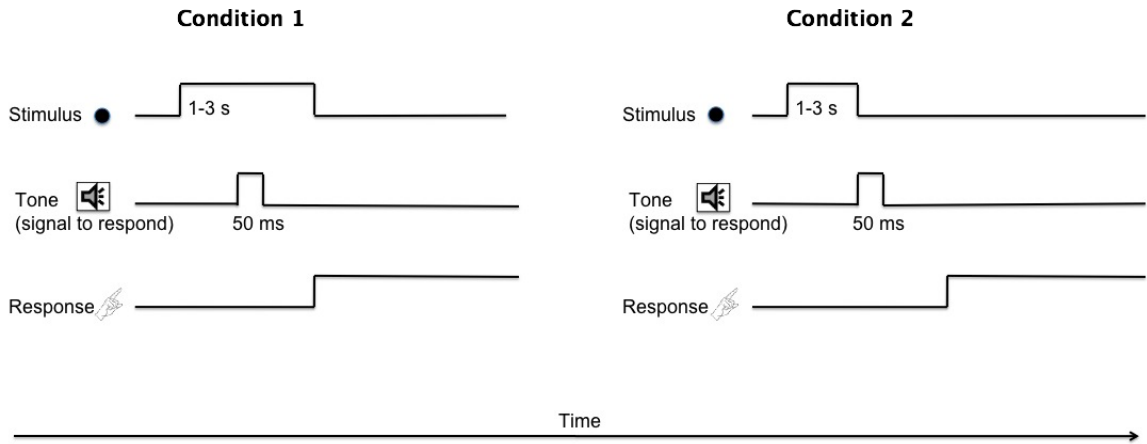 Condition 1
Stimulus
1-3 s
Tone
(signal to respond)
50 ms
Response
Condition 2
Stimulus
1-3 s
Tone
(signal to respond)
50 ms
Response
Time